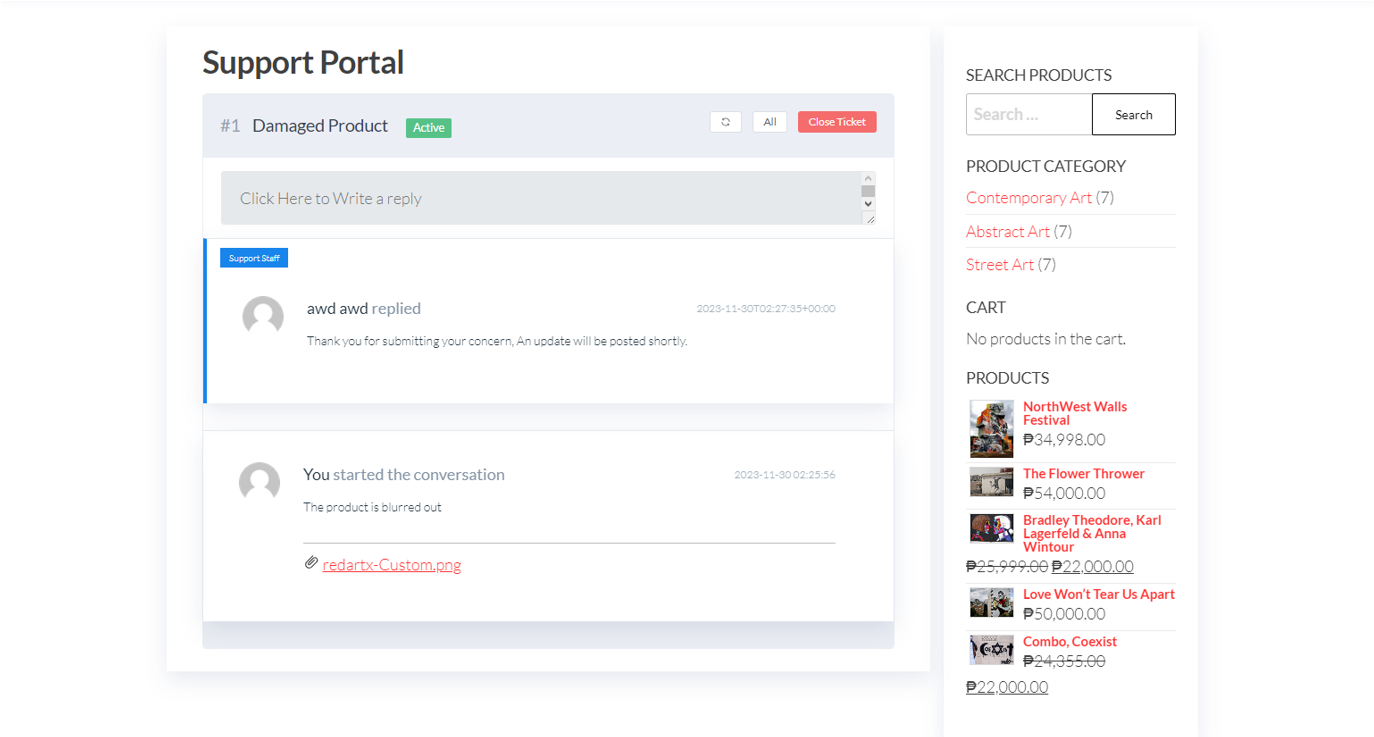 Support Portal
#1 Damaged Product Active All Close Ticket
Click Here to Write a reply
Support Staff
awd awd replied 2023-11-30T02:27:35+00:00
Thank you for submitting your concern, An update will be posted shortly.
You started the conversation 2023-11-30 02:25:56
The product is blurred out
redartx-Custom.png
SEARCH PRODUCTS
Search ... Search
PRODUCT CATEGORY
Contemporary Art (7)
Abstract Art (7)
Street Art (7)
CART
No products in the cart.
PRODUCTS
NorthWest Walls
Festival
₱34,998.00
The Flower Thrower
₱54,000.00
Bradley Theodore, Karl
Lagerfeld & Anna
Wintour
₱25,999.00 ₱22,000.00
Love Won't Tear Us Apart
₱50,000.00
Combo, Coexist
₱24,355.00
₱22,000.00